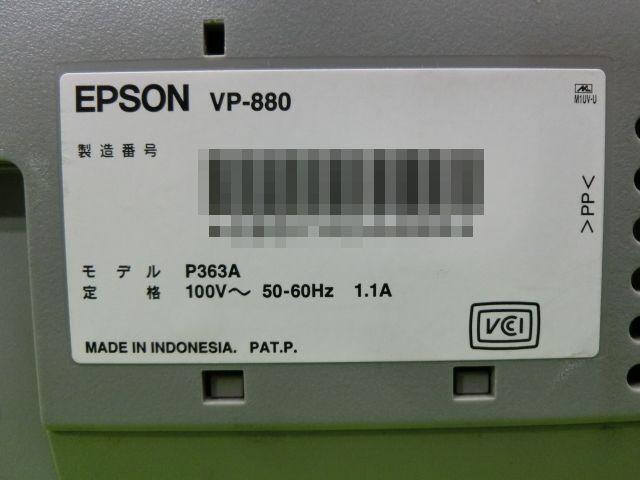 EPSON VP-880
M1UV-U
製造番号
>PP<
モデル P363A
定格 100V～ 50-60Hz 1.1A
VCCI
MADE IN INDONESIA. PAT.P.